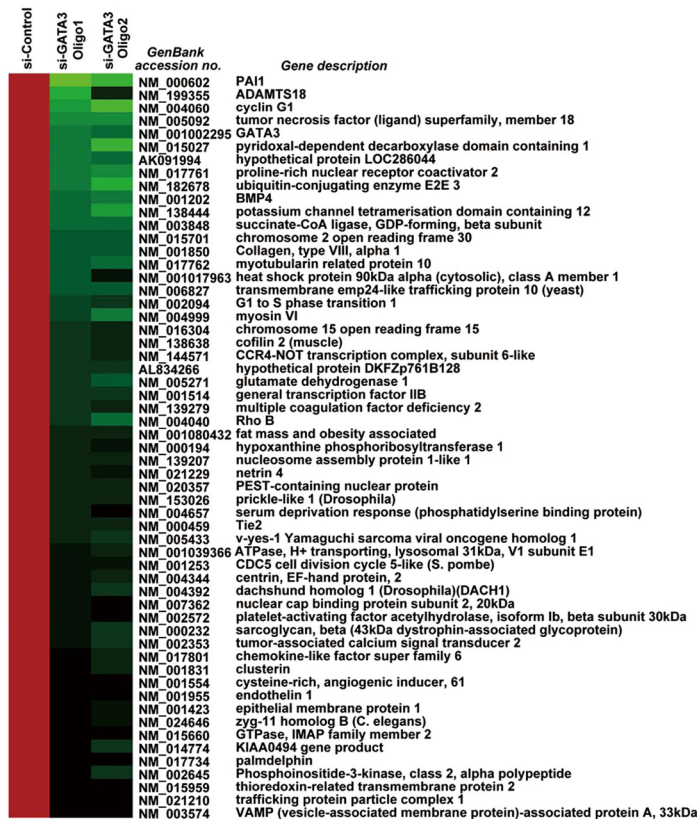 si-Control
si-GATA3 Oligo1
si-GATA3 Oligo2
GenBank accession no. Gene description
NM_000602 PAI1
NM_199355 ADAMTS18
NM_004060 cyclin G1
NM_005092 tumor necrosis factor (ligand) superfamily, member 18
NM_001002295 GATA3
NM_015027 pyridoxal-dependent decarboxylase domain containing 1
AK091994 hypothetical protein LOC286044
NM_017761 proline-rich nuclear receptor coactivator 2
NM_182678 ubiquitin-conjugating enzyme E2E 3
NM_001202 BMP4
NM_138444 potassium channel tetramerisation domain containing 12
NM_003848 succinate-CoA ligase, GDP-forming, beta subunit
NM_015701 chromosome 2 open reading frame 30
NM_001850 Collagen, type VIII, alpha 1
NM_017762 myotubularin related protein 10
NM_001017963 heat shock protein 90kDa alpha (cytosolic), class A member 1
NM_006827 transmembrane emp24-like trafficking protein 10 (yeast)
NM_002094 G1 to S phase transition 1
NM_004999 myosin VI
NM_016304 chromosome 15 open reading frame 15
NM_138638 cofilin 2 (muscle)
NM_144571 CCR4-NOT transcription complex, subunit 6-like
AL834266 hypothetical protein DKFZp761B128
NM_005271 glutamate dehydrogenase 1
NM_001514 general transcription factor IIB
NM_139279 multiple coagulation factor deficiency 2
NM_004040 Rho B
NM_001080432 fat mass and obesity associated
NM_000194 hypoxanthine phosphoribosyltransferase 1
NM_139207 nucleosome assembly protein 1-like 1
NM_021229 netrin 4
NM_020357 PEST-containing nuclear protein
NM_153026 prickle-like 1 (Drosophila)
NM_004657 serum deprivation response (phosphatidylserine binding protein)
NM_000459 Tie2
NM_005433 v-yes-1 Yamaguchi sarcoma viral oncogene homolog 1
NM_001039366 ATPase, H+ transporting, lysosomal 31kDa, V1 subunit E1
NM_001253 CDC5 cell division cycle 5-like (S. pombe)
NM_004344 centrin, EF-hand protein, 2
NM_004392 dachshund homolog 1 (Drosophila)(DACH1)
NM_007362 nuclear cap binding protein subunit 2, 20kDa
NM_002572 platelet-activating factor acetylhydrolase, isoform Ib, beta subunit 30kDa
NM_000232 sarcoglycan, beta (43kDa dystrophin-associated glycoprotein)
NM_002353 tumor-associated calcium signal transducer 2
NM_017801 chemokine-like factor super family 6
NM_001831 clusterin
NM_001554 cysteine-rich, angiogenic inducer, 61
NM_001955 endothelin 1
NM_001423 epithelial membrane protein 1
NM_024646 zyg-11 homolog B (C. elegans)
NM_015660 GTPase, IMAP family member 2
NM_014774 KIAA0494 gene product
NM_017734 palmdelphin
NM_002645 Phosphoinositide-3-kinase, class 2, alpha polypeptide
NM_015959 thioredoxin-related transmembrane protein 2
NM_021210 trafficking protein particle complex 1
NM_003574 VAMP (vesicle-associated membrane protein)-associated protein A, 33kDa